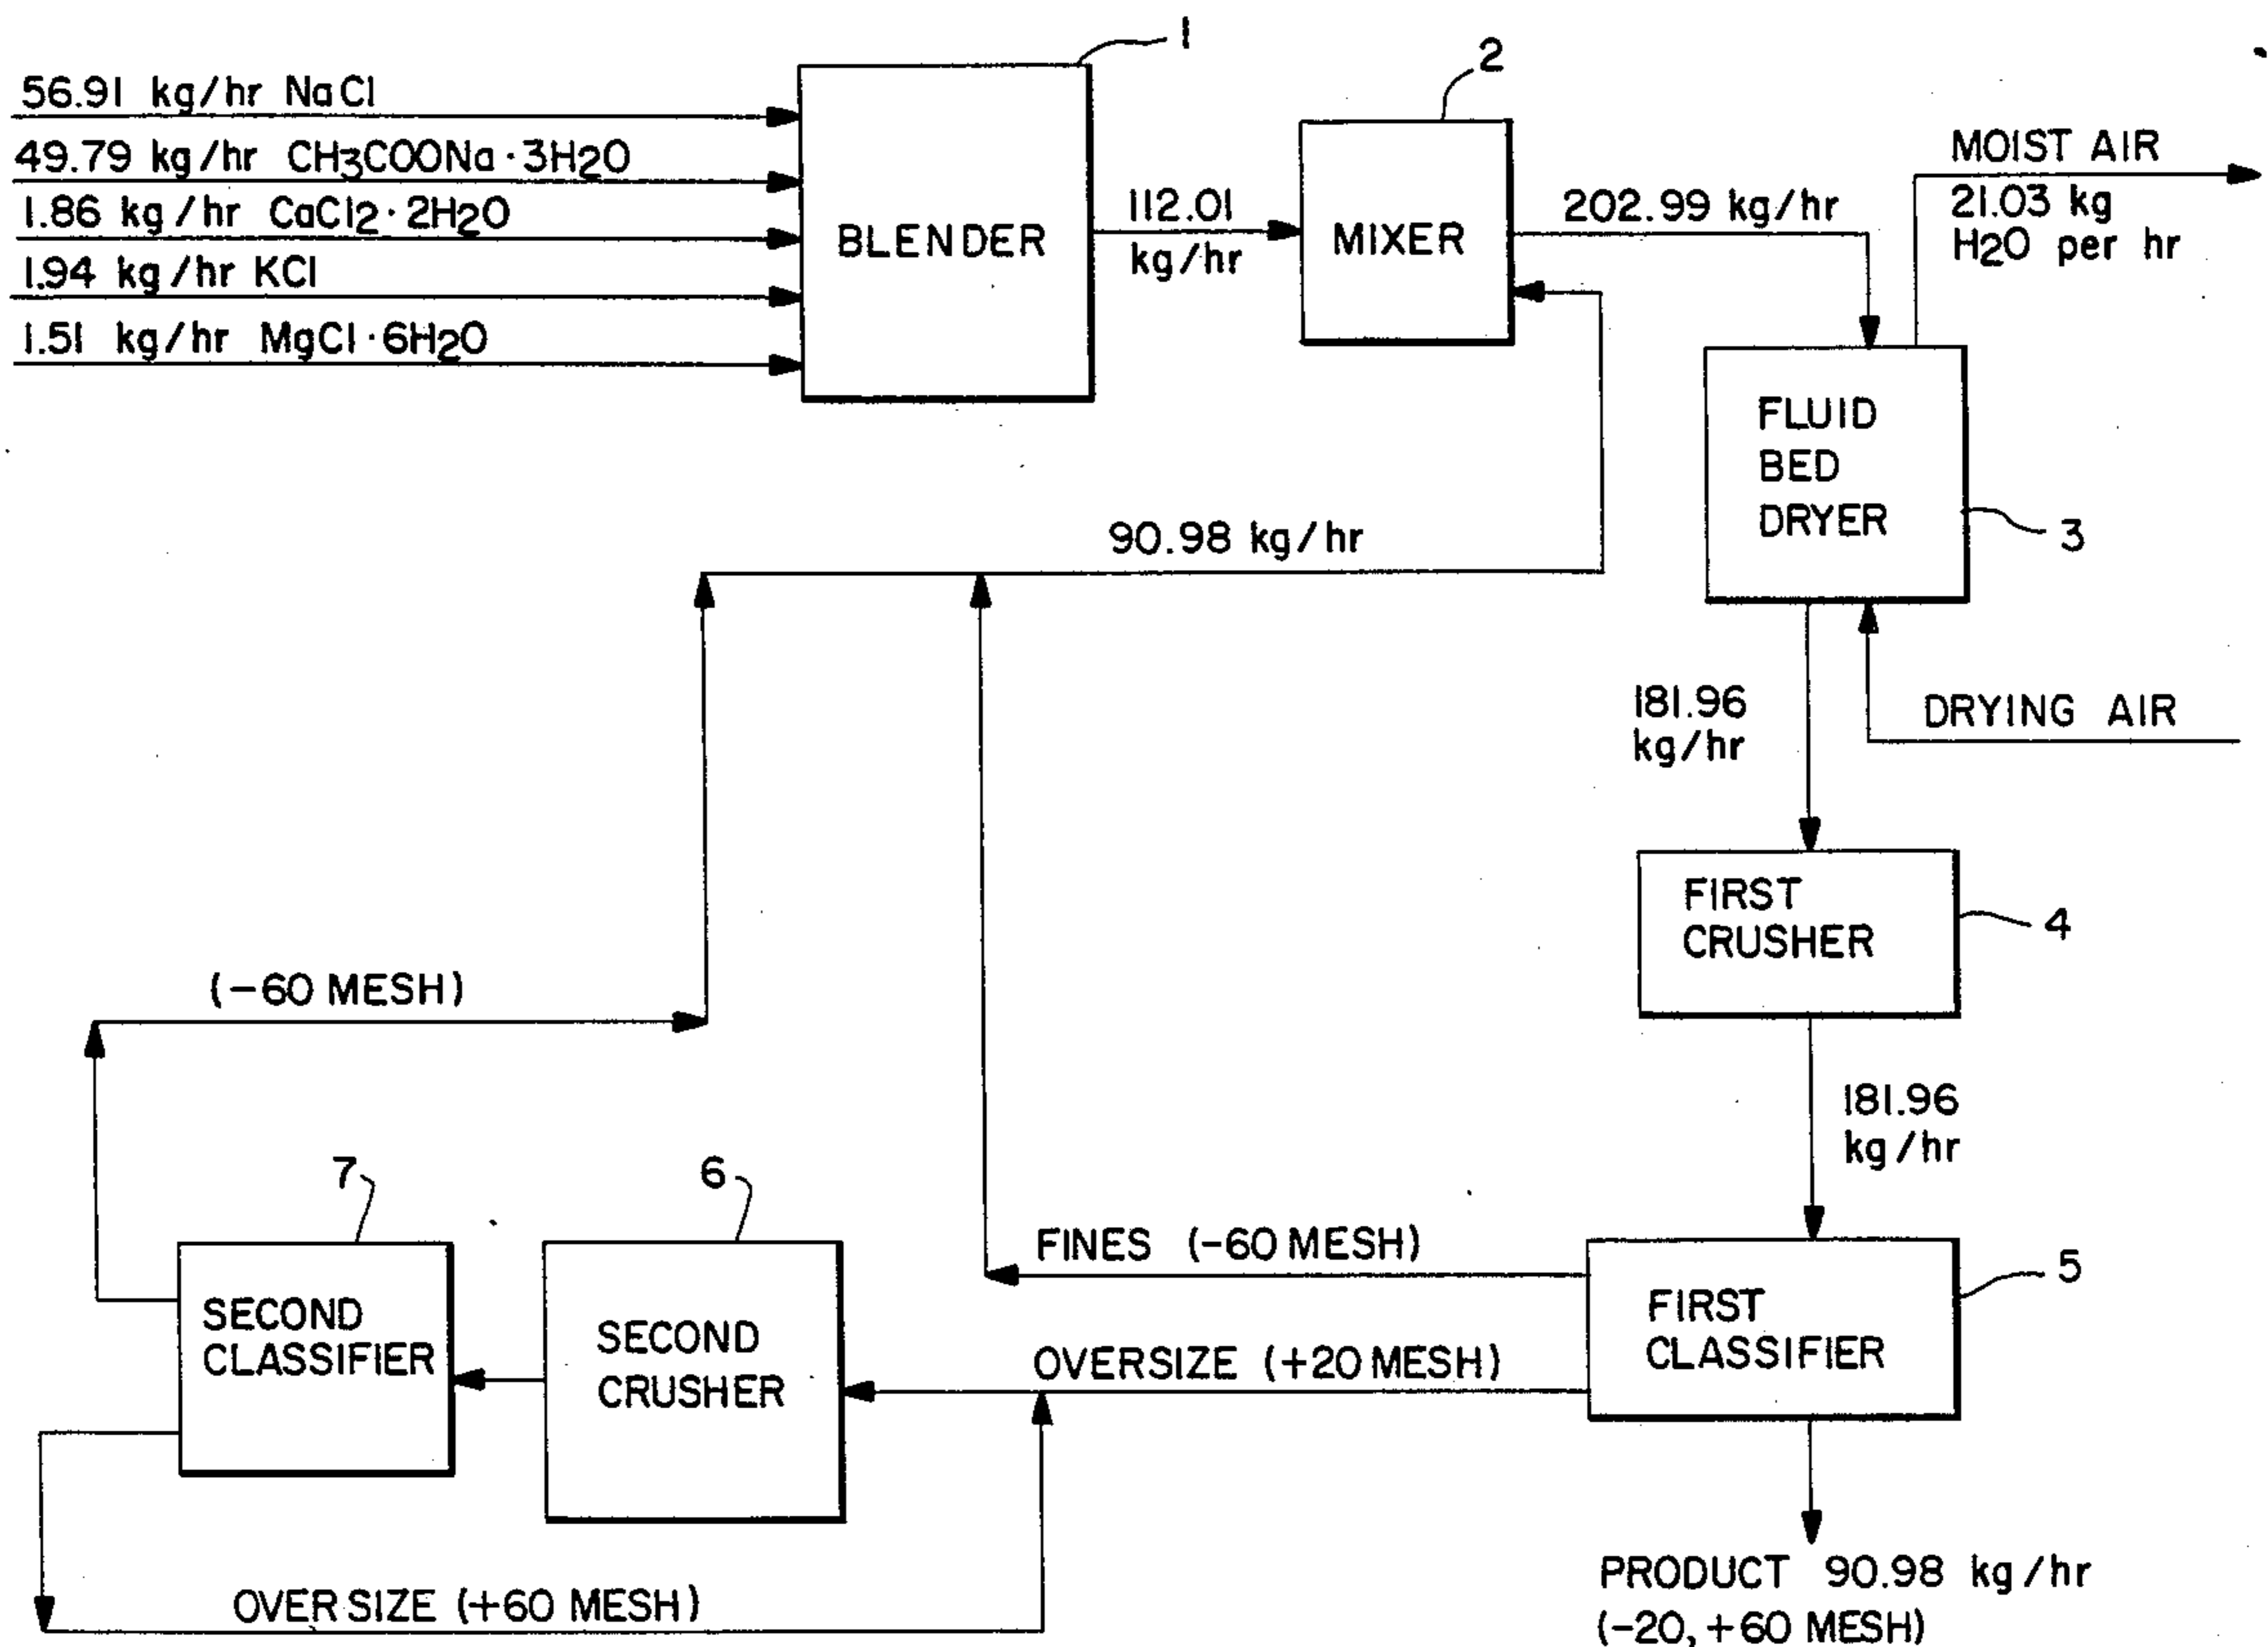 1
56.91 kg/hr NaCl
49.79 kg/hr CH3COONa·3H2O
1.86 kg/hr CaCl2·2H2O
1.94 kg/hr KCl
1.51 kg/hr MgCl·6H2O
BLENDER
112.01
kg/hr
2
MIXER
202.99 kg/hr
MOIST AIR
21.03 kg
H2O per hr
FLUID
BED
DRYER
3
90.98 kg/hr
181.96
kg/hr
DRYING AIR
FIRST
CRUSHER
4
(-60 MESH)
181.96
kg/hr
7
6
FINES (-60 MESH)
5
SECOND
CLASSIFIER
SECOND
CRUSHER
OVERSIZE (+20 MESH)
FIRST
CLASSIFIER
OVERSIZE (+60 MESH)
PRODUCT 90.98 kg/hr
(-20, +60 MESH)